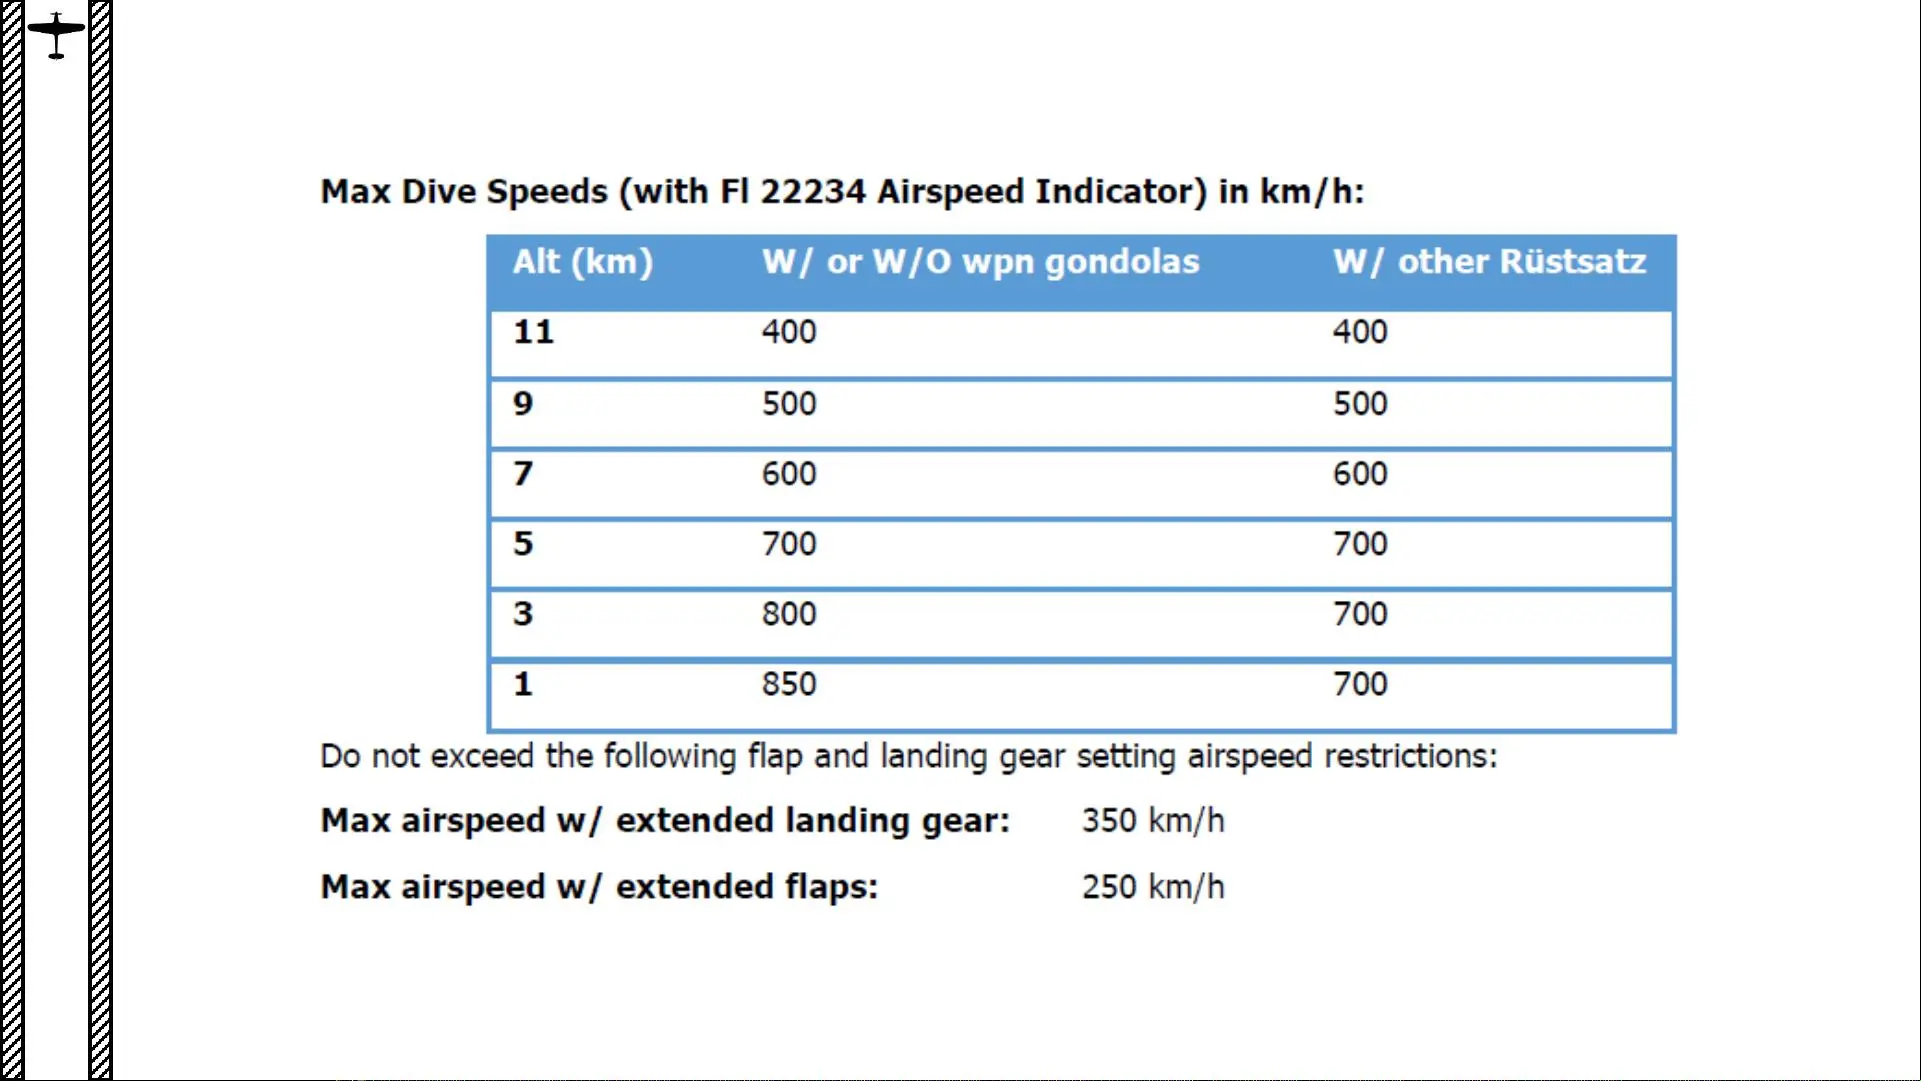 Max Dive Speeds (with Fl 22234 Airspeed Indicator) in km/h:
Alt (km) W/ or W/O wpn gondolas W/ other Rüstsatz
11 400 400
9 500 500
7 600 600
5 700 700
3 800 700
1 850 700
Do not exceed the following flap and landing gear setting airspeed restrictions:
Max airspeed w/ extended landing gear: 350 km/h
Max airspeed w/ extended flaps: 250 km/h